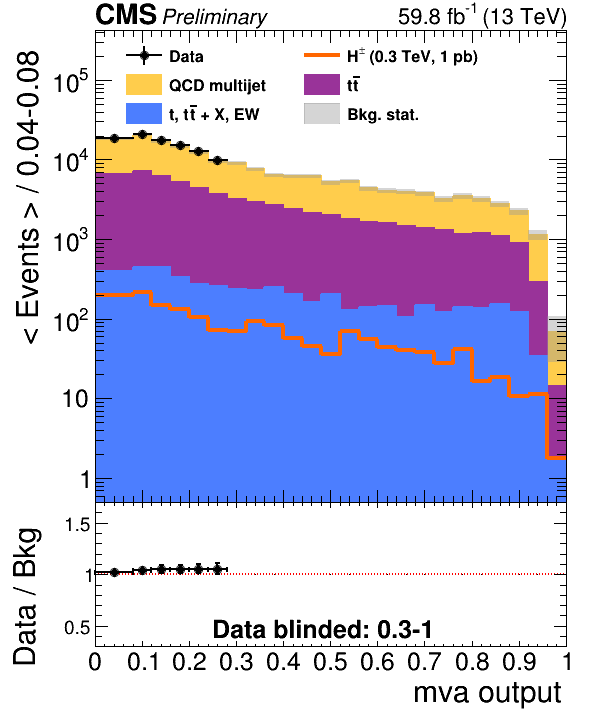 CMS Preliminary 59.8 fb⁻¹ (13 TeV)
Data H± (0.3 TeV, 1 pb)
QCD multijet tt̄
t, tt̄ + X, EW Bkg. stat.
< Events > / 0.04-0.08
10⁵
10⁴
10³
10²
10
1
Data / Bkg
1.5
1
0.5
Data blinded: 0.3-1
0 0.1 0.2 0.3 0.4 0.5 0.6 0.7 0.8 0.9 1
mva output